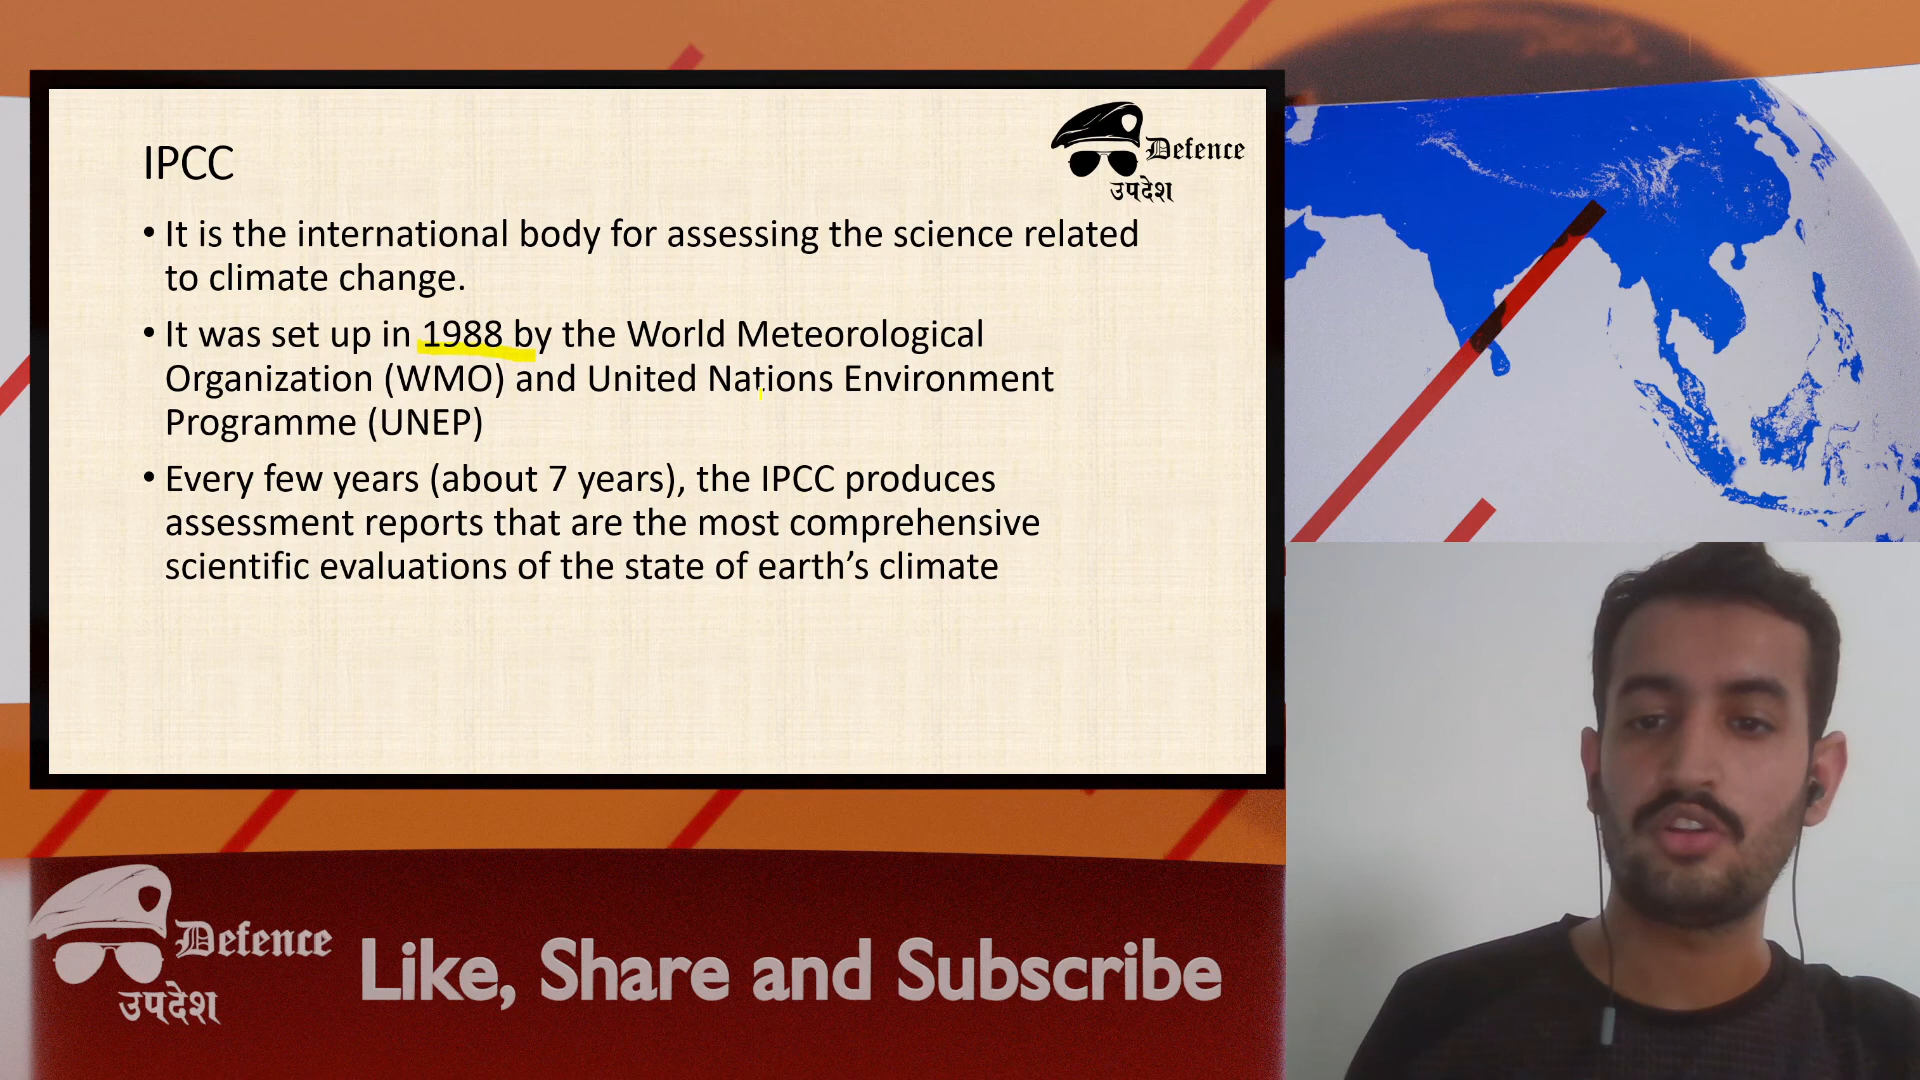 IPCC
Defence
उपदेश
• It is the international body for assessing the science related
to climate change.
• It was set up in 1988 by the World Meteorological
Organization (WMO) and United Nations Environment
Programme (UNEP)
• Every few years (about 7 years), the IPCC produces
assessment reports that are the most comprehensive
scientific evaluations of the state of earth’s climate
Defence
उपदेश
Like, Share and Subscribe